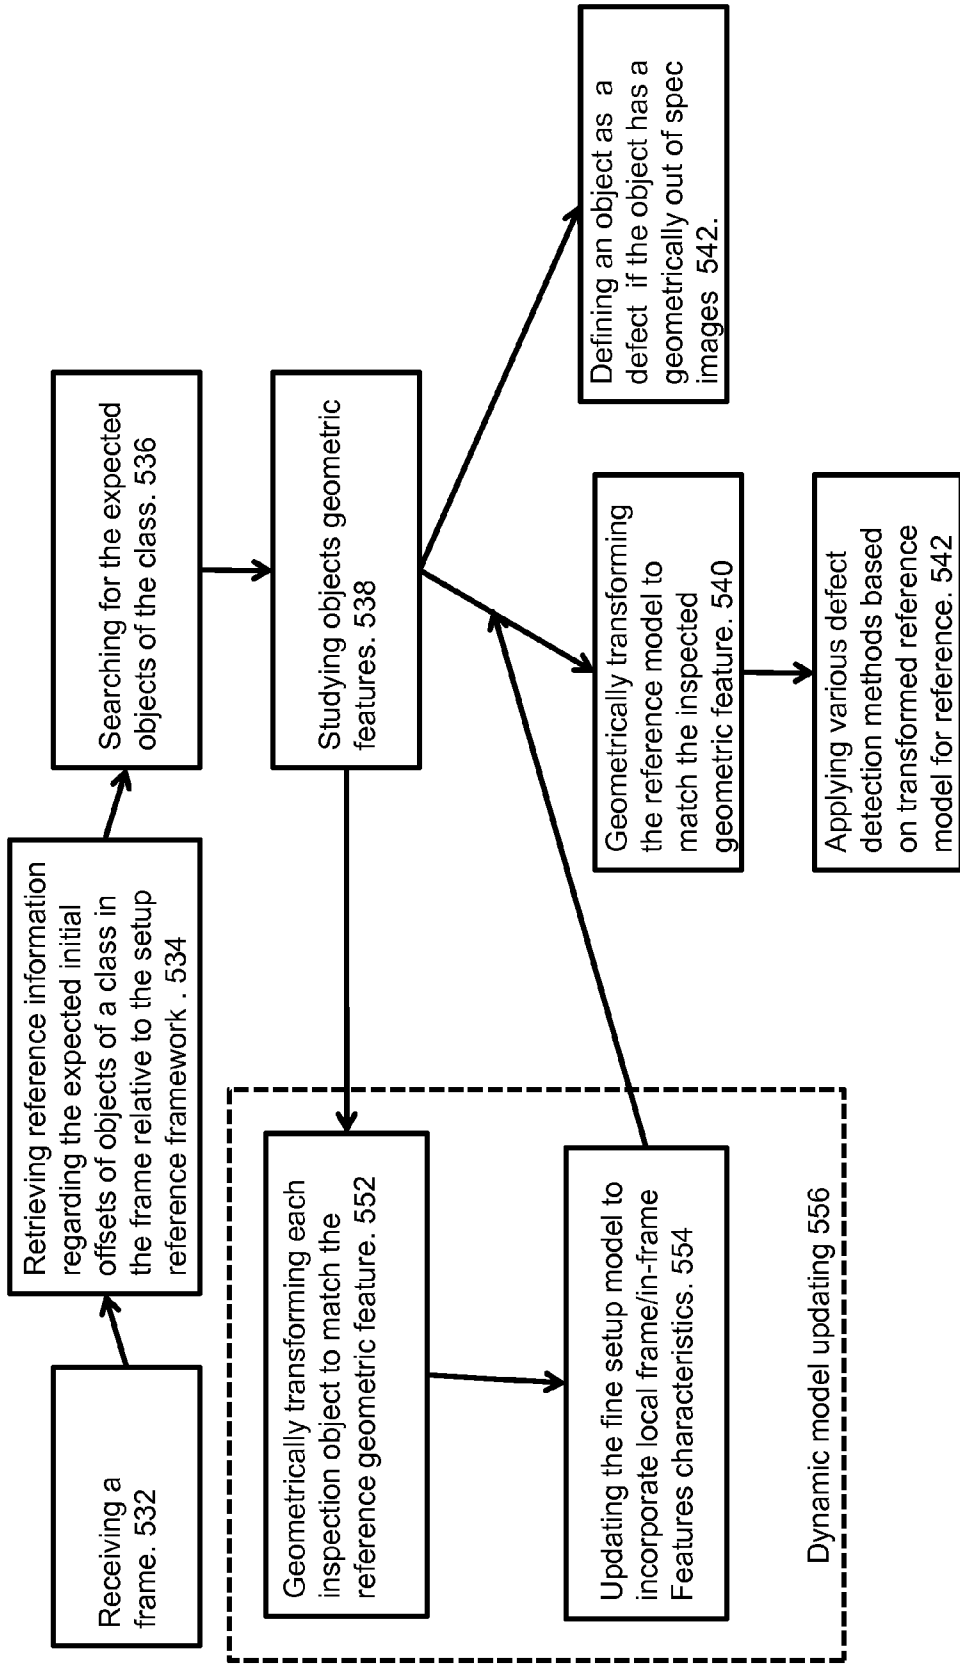 Receiving a
frame. 532
Retrieving reference information
regarding the expected initial
offsets of objects of a class in
the frame relative to the setup
reference framework . 534
Searching for the expected
objects of the class. 536
Studying objects geometric
features. 538
Geometrically transforming each
inspection object to match the
reference geometric feature. 552
Updating the fine setup model to
incorporate local frame/in-frame
Features characteristics. 554
Dynamic model updating 556
Geometrically transforming
the reference model to
match the inspected
geometric feature. 540
Applying various defect
detection methods based
on transformed reference
model for reference. 542
Defining an object as a
defect if the object has a
geometrically out of spec
images 542.